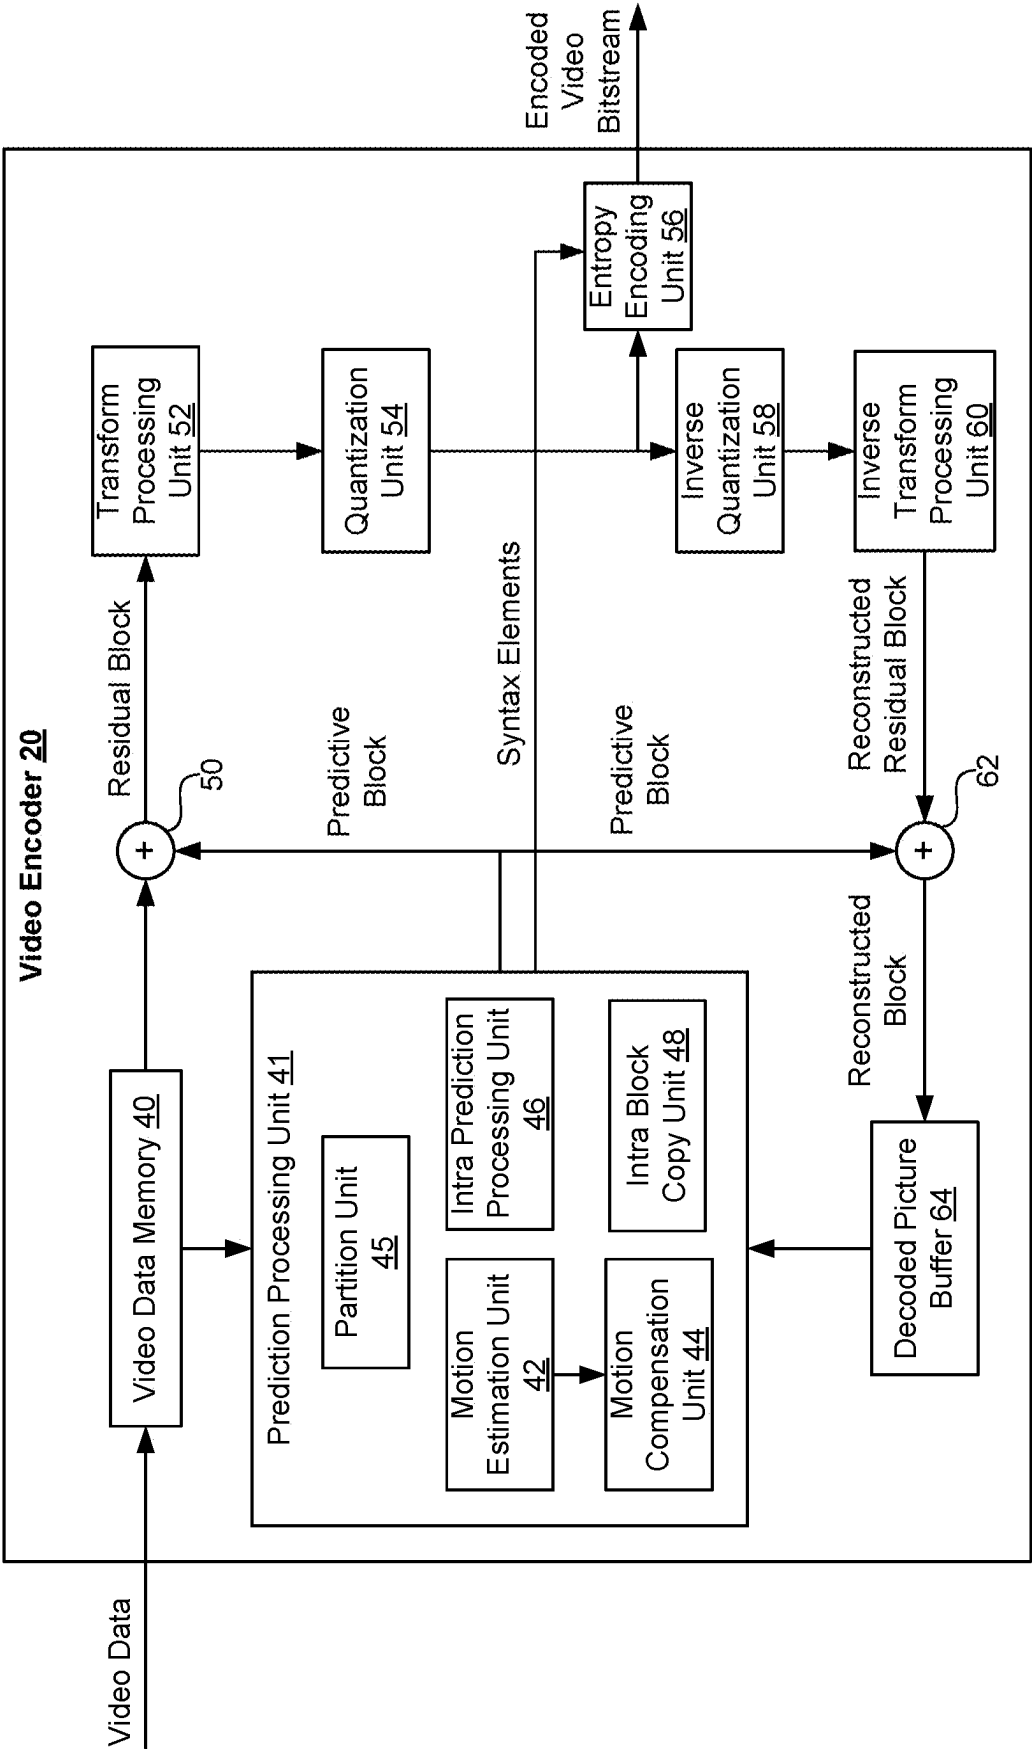 Video Encoder 20
Video Data
Video Data Memory 40
50
Residual Block
Transform
Processing
Unit 52
Prediction Processing Unit 41
Partition Unit
45
Motion
Estimation Unit
42
Intra Prediction
Processing Unit
46
Motion
Compensation
Unit 44
Intra Block
Copy Unit 48
Predictive
Block
Quantization
Unit 54
Syntax Elements
Predictive
Block
Entropy
Encoding
Unit 56
Encoded
Video
Bitstream
Inverse
Quantization
Unit 58
Inverse
Transform
Processing
Unit 60
Reconstructed
Residual Block
62
Reconstructed
Block
Decoded Picture
Buffer 64
+
+